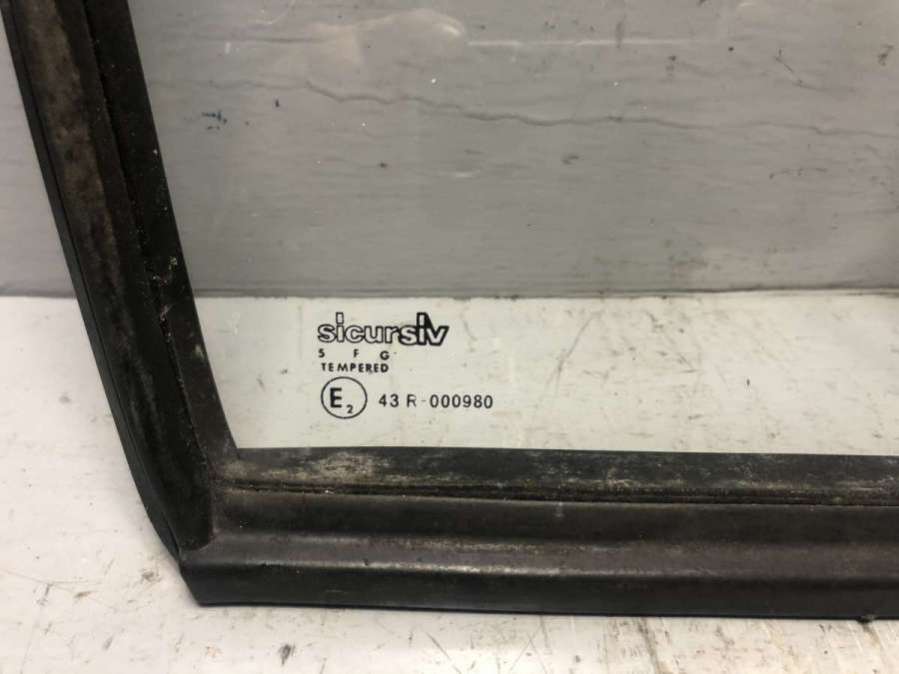 sicursiv
S F G
TEMPERED
E2 43 R-000980